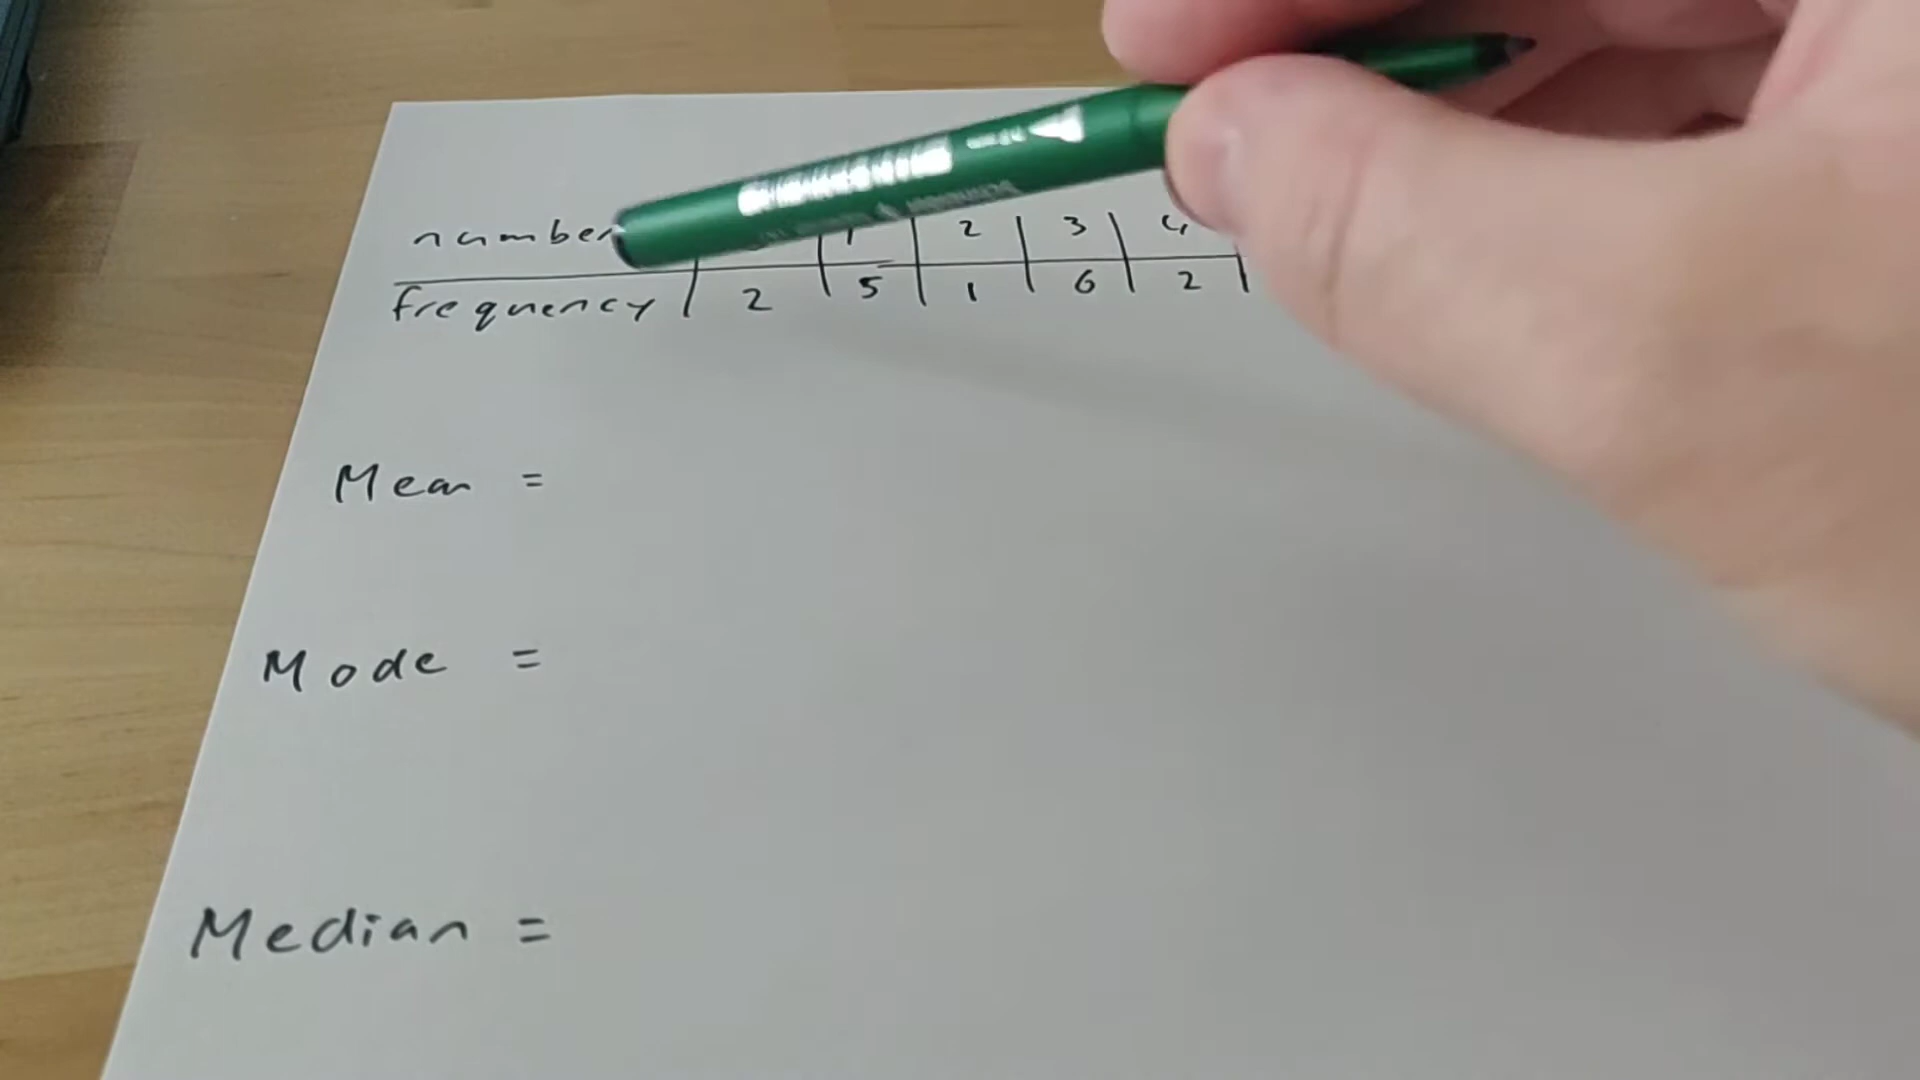 number 1 2 3 4
frequency 2 5 1 6 2
Mean =
Mode =
Median =